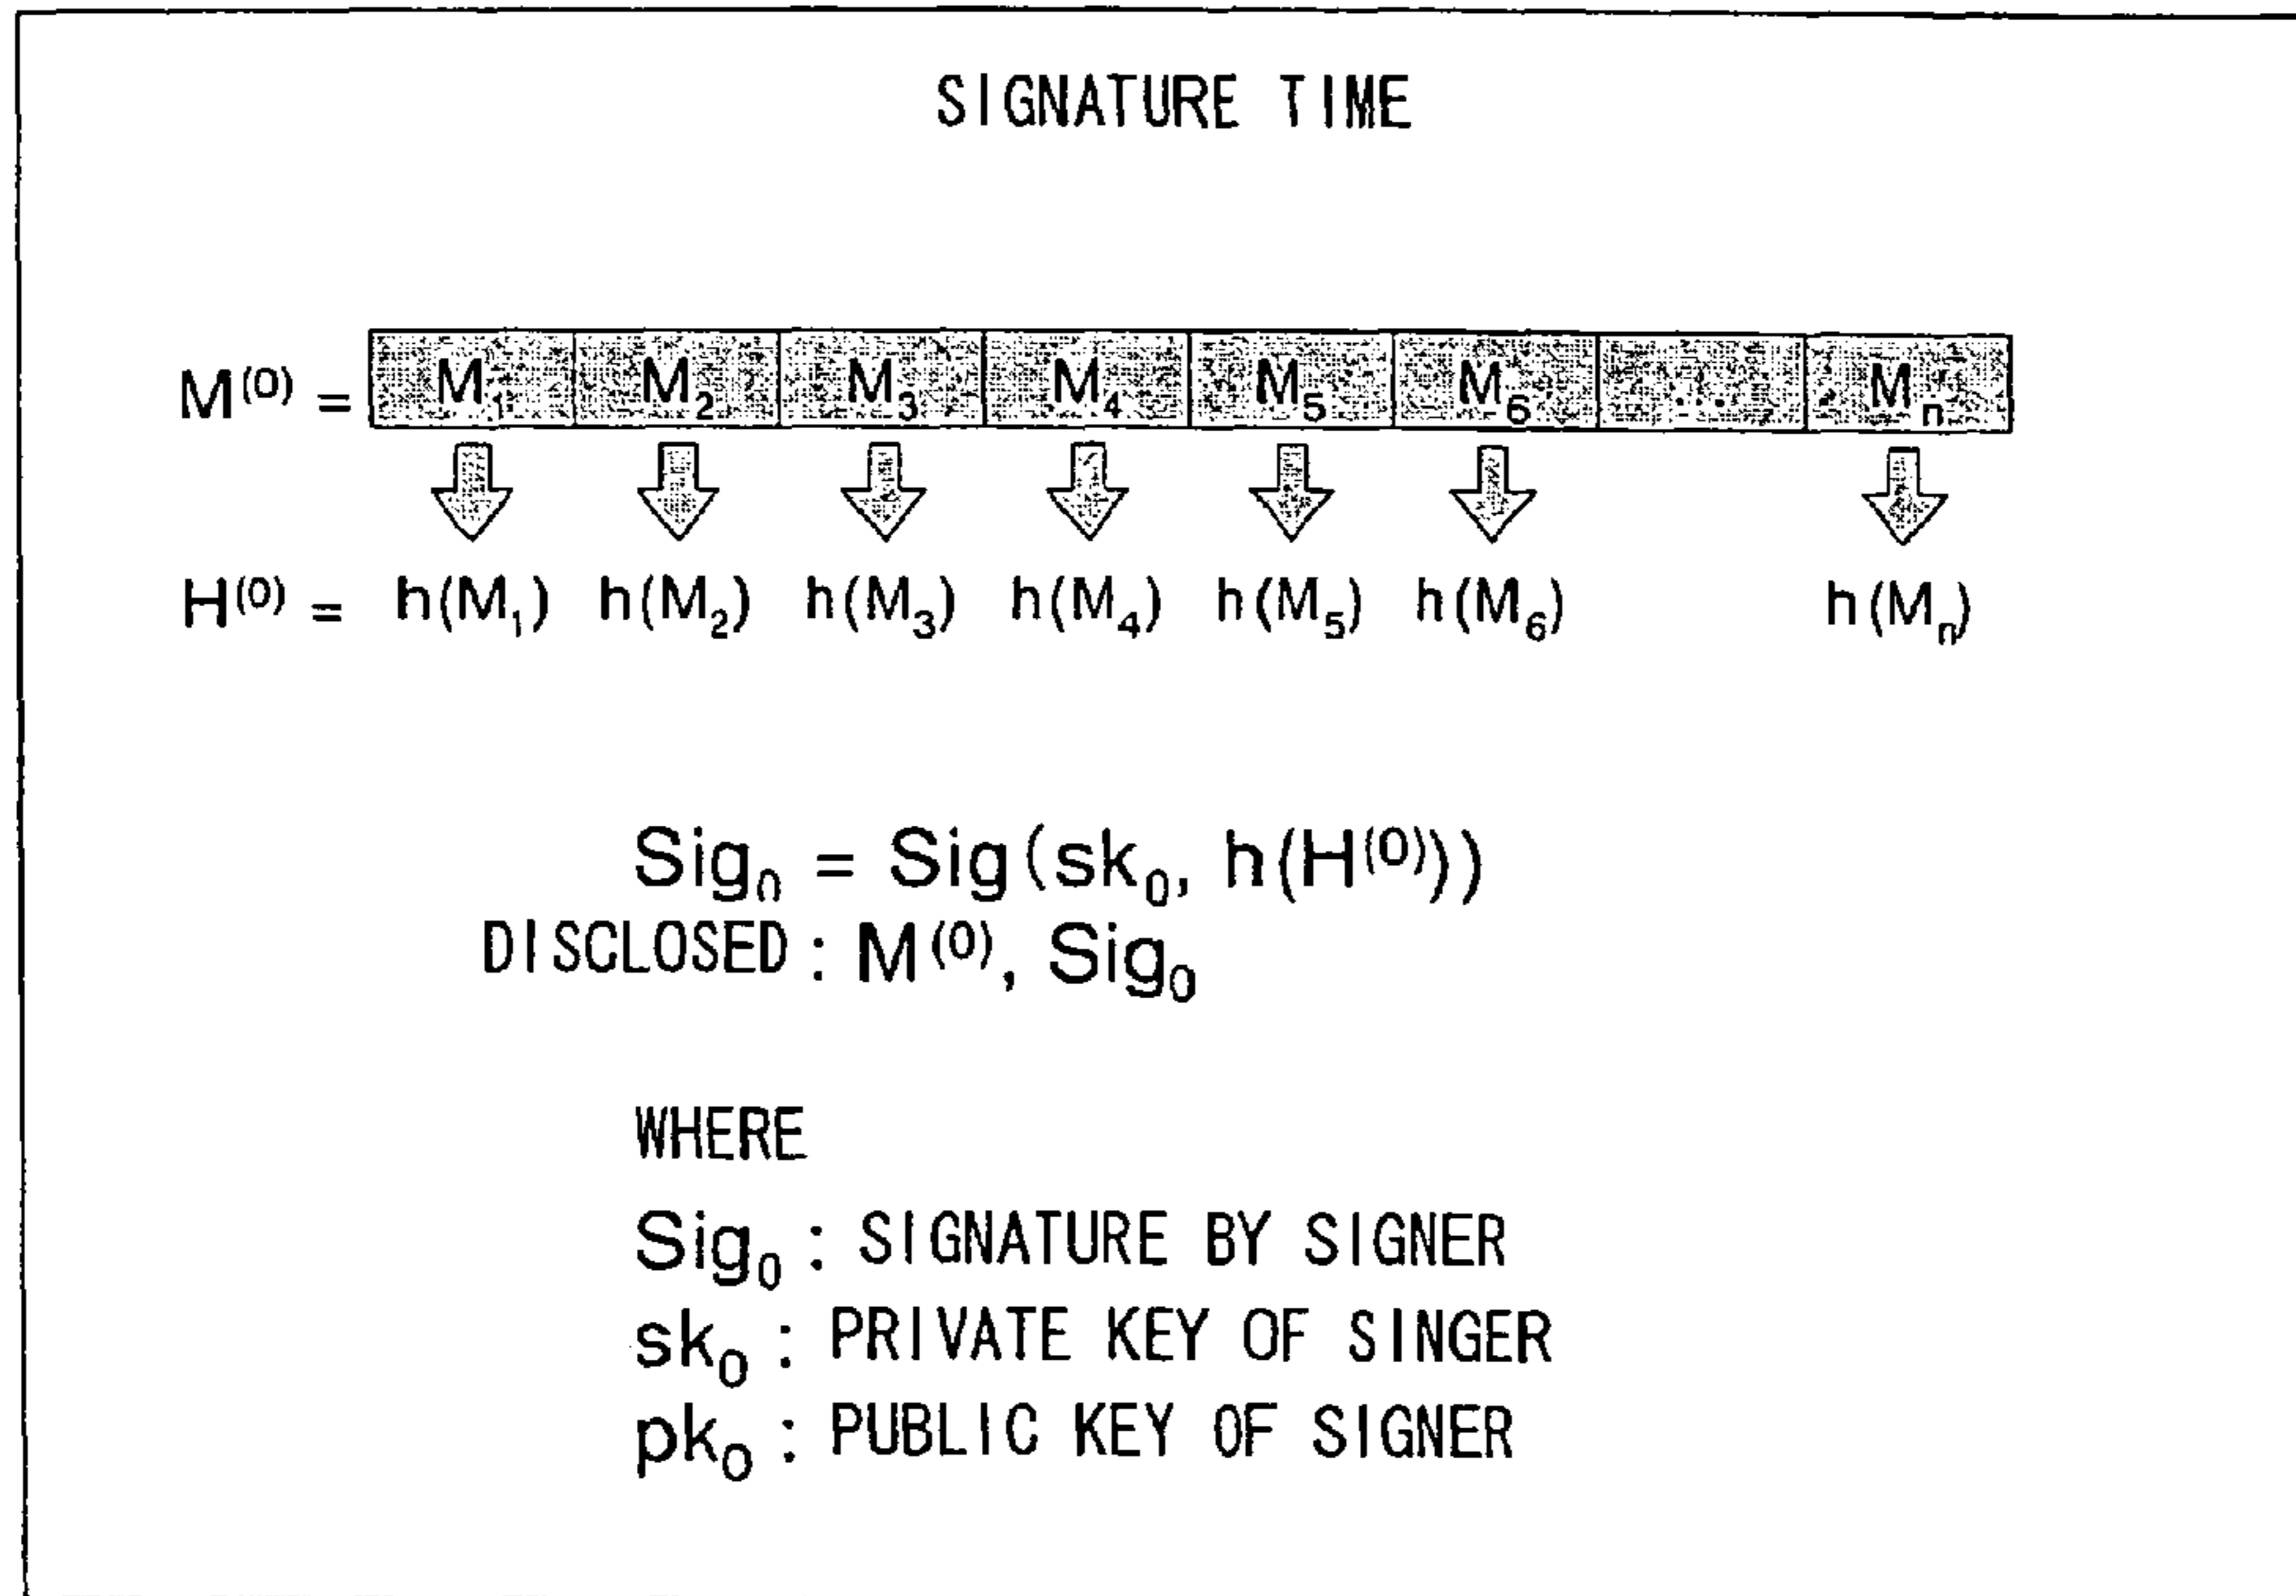 SIGNATURE TIME
M⁽⁰⁾ = M₁ M₂ M₃ M₄ M₅ M₆ ... Mₙ
H⁽⁰⁾ = h(M₁) h(M₂) h(M₃) h(M₄) h(M₅) h(M₆) h(Mₙ)
Sig₀ = Sig(sk₀, h(H⁽⁰⁾))
DISCLOSED : M⁽⁰⁾, Sig₀
WHERE
Sig₀ : SIGNATURE BY SIGNER
sk₀ : PRIVATE KEY OF SINGER
pk₀ : PUBLIC KEY OF SIGNER